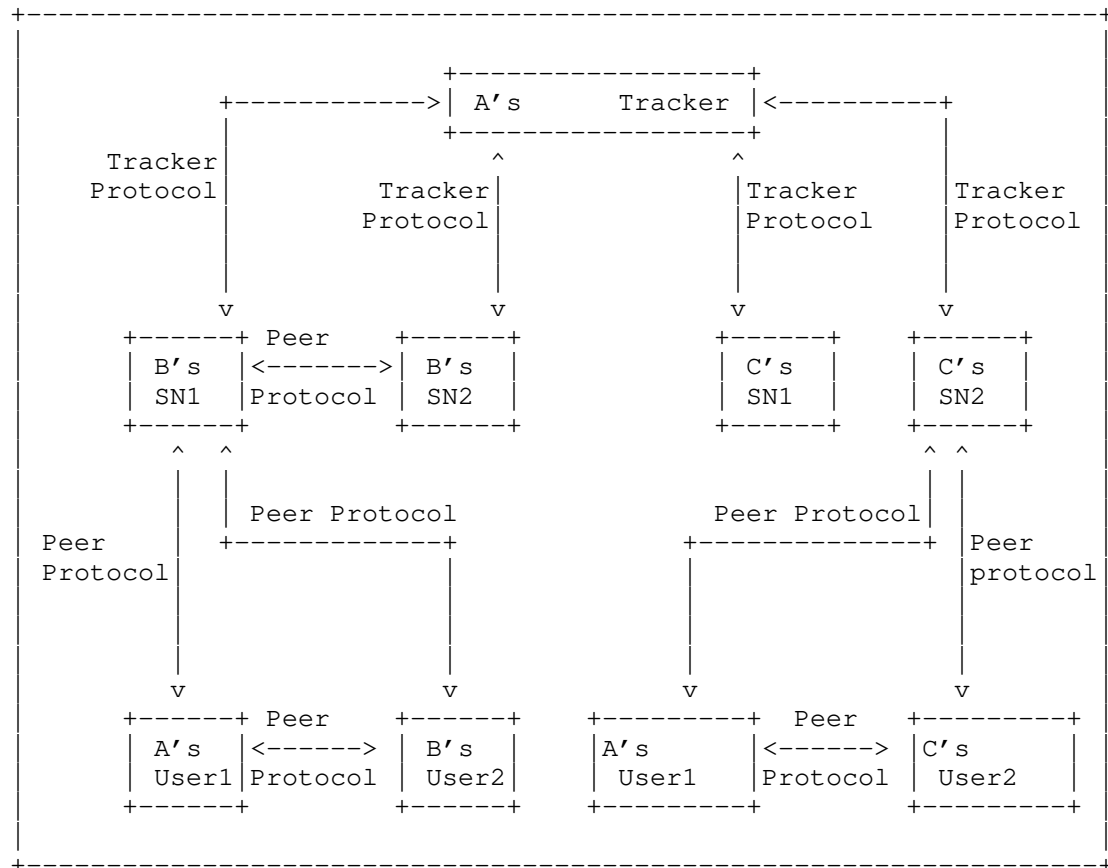 A's Tracker
Tracker
Protocol
Tracker
Protocol
Tracker
Protocol
Tracker
Protocol
Peer
B's
SN1
Protocol
B's
SN2
C's
SN1
C's
SN2
Peer Protocol
Peer Protocol
Peer
Protocol
Peer
protocol
Peer
Protocol
A's
User1
B's
User2
Peer
Protocol
A's
User1
C's
User2